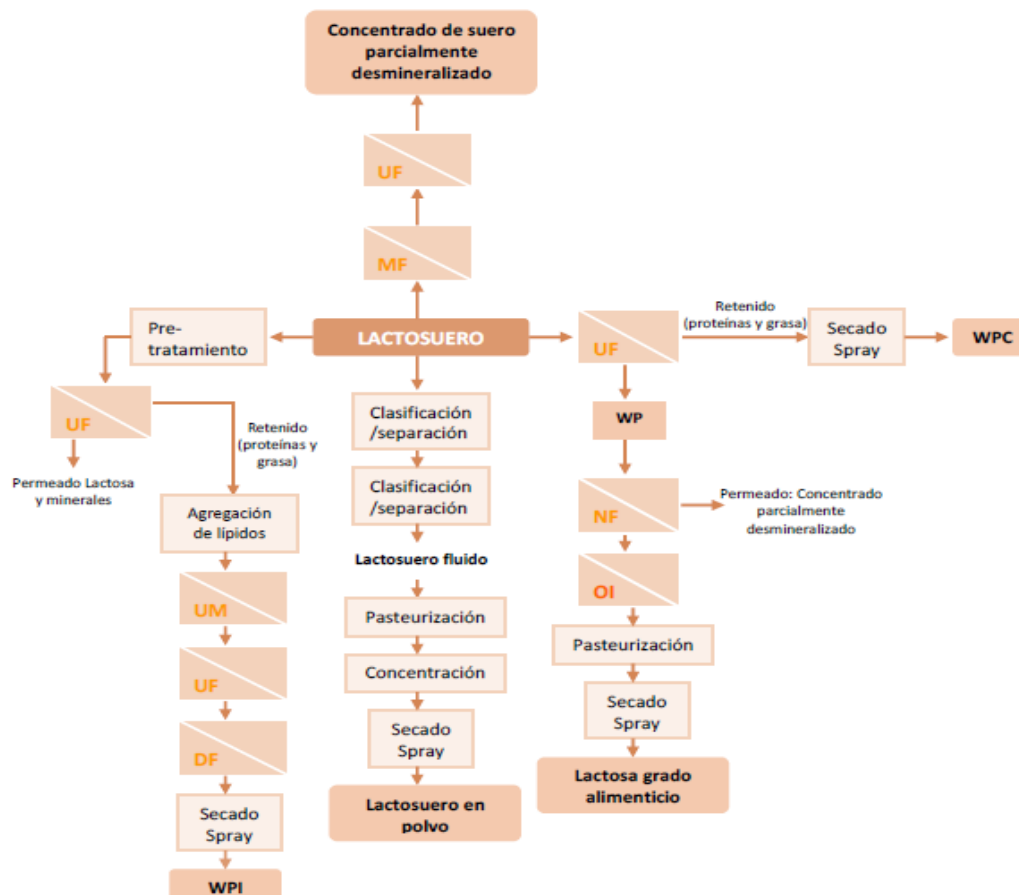 Concentrado de suero
parcialmente
desmineralizado
UF
MF
LACTOSUERO
Pre-
tratamiento
UF
Permeado Lactosa
y minerales
Retenido
(proteínas y
grasa)
Agregación
de lípidos
UM
UF
DF
Secado
Spray
WPI
Clasificación
/separación
Clasificación
/separación
Lactosuero fluido
Pasteurización
Concentración
Secado
Spray
Lactosuero en
polvo
UF
Retenido
(proteínas y grasa)
Secado
Spray
WPC
WP
NF
Permeado: Concentrado
parcialmente
desmineralizado
OI
Pasteurización
Secado
Spray
Lactosa grado
alimenticio